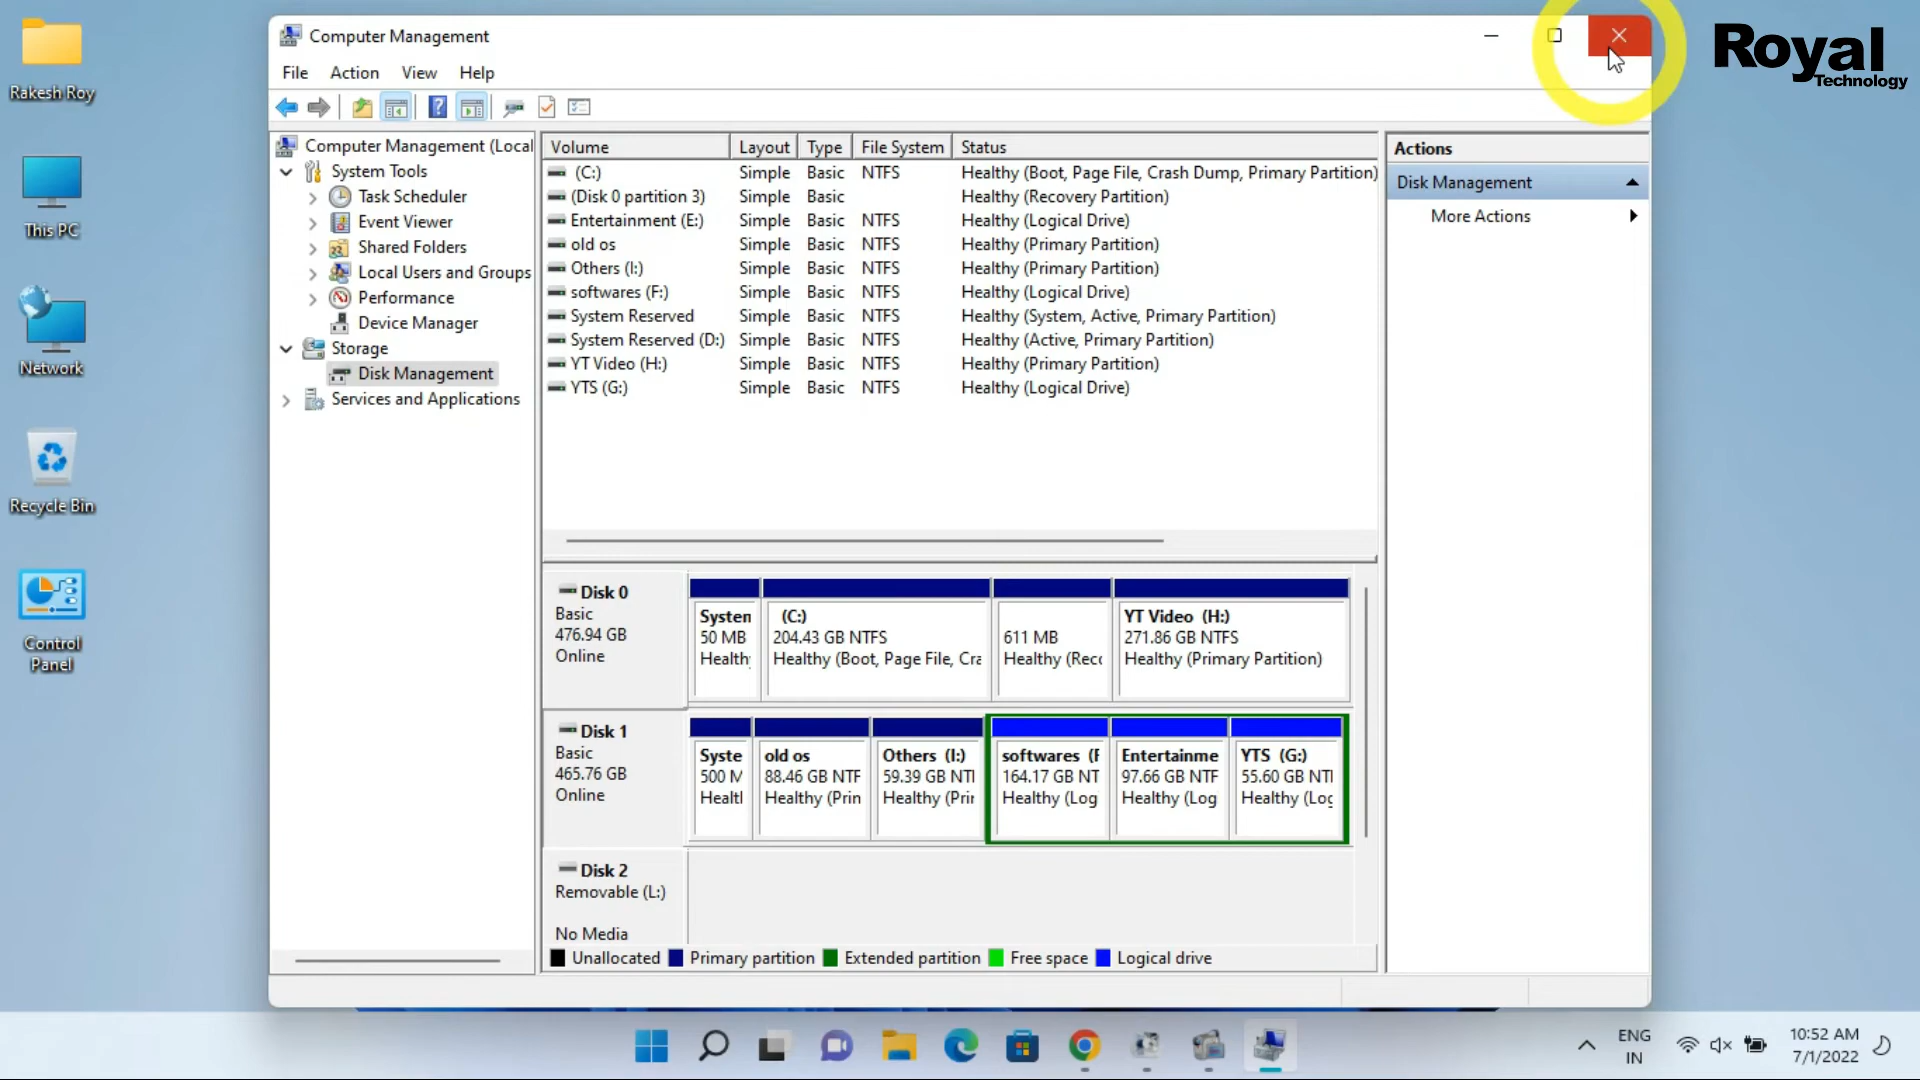 Rakesh Roy
This PC
Network
Recycle Bin
Control
Panel
Computer Management
File Action View Help
Computer Management (Local
System Tools
Task Scheduler
Event Viewer
Shared Folders
Local Users and Groups
Performance
Device Manager
Storage
Disk Management
Services and Applications
Volume Layout Type File System Status
(C:) Simple Basic NTFS Healthy (Boot, Page File, Crash Dump, Primary Partition)
(Disk 0 partition 3) Simple Basic Healthy (Recovery Partition)
Entertainment (E:) Simple Basic NTFS Healthy (Logical Drive)
old os Simple Basic NTFS Healthy (Primary Partition)
Others (I:) Simple Basic NTFS Healthy (Primary Partition)
softwares (F:) Simple Basic NTFS Healthy (Logical Drive)
System Reserved Simple Basic NTFS Healthy (System, Active, Primary Partition)
System Reserved (D:) Simple Basic NTFS Healthy (Active, Primary Partition)
YT Video (H:) Simple Basic NTFS Healthy (Primary Partition)
YTS (G:) Simple Basic NTFS Healthy (Logical Drive)
Disk 0
Basic
476.94 GB
Online
System
50 MB
Healthy
(C:)
204.43 GB NTFS
Healthy (Boot, Page File, Cra
611 MB
Healthy (Reco
YT Video (H:)
271.86 GB NTFS
Healthy (Primary Partition)
Disk 1
Basic
465.76 GB
Online
Syste
500 M
Healtl
old os
88.46 GB NTF
Healthy (Prin
Others (I:)
59.39 GB NTI
Healthy (Prir
softwares (F
164.17 GB NT
Healthy (Log
Entertainme
97.66 GB NTF
Healthy (Log
YTS (G:)
55.60 GB NTI
Healthy (Log
Disk 2
Removable (L:)
No Media
Unallocated Primary partition Extended partition Free space Logical drive
Actions
Disk Management
More Actions
Royal
Technology
ENG
IN
10:52 AM
7/1/2022